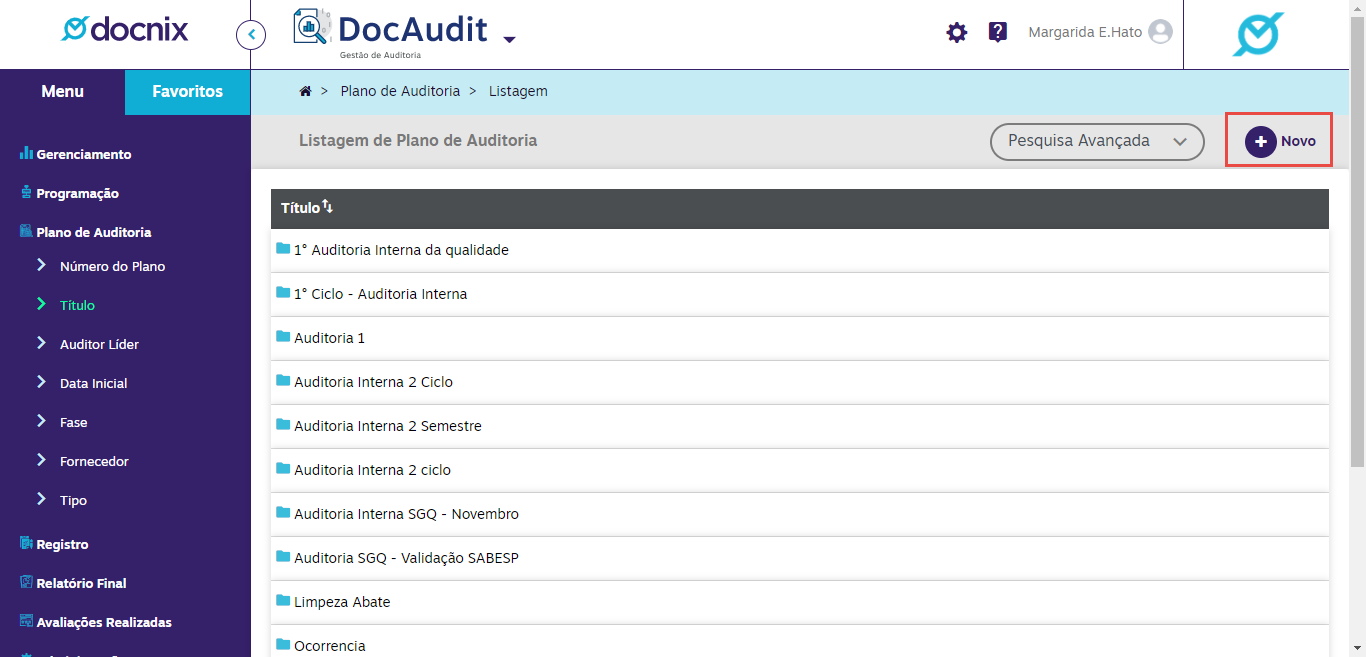 docnix
DocAudit
Gestão de Auditoria
Margarida E.Hato
Menu
Favoritos
> Plano de Auditoria > Listagem
Listagem de Plano de Auditoria
Pesquisa Avançada
Novo
Gerenciamento
Programação
Plano de Auditoria
Número do Plano
Título
Auditor Líder
Data Inicial
Fase
Fornecedor
Tipo
Registro
Relatório Final
Avaliações Realizadas
Título
1° Auditoria Interna da qualidade
1° Ciclo - Auditoria Interna
Auditoria 1
Auditoria Interna 2 Ciclo
Auditoria Interna 2 Semestre
Auditoria Interna 2 ciclo
Auditoria Interna SGQ - Novembro
Auditoria SGQ - Validação SABESP
Limpeza Abate
Ocorrencia